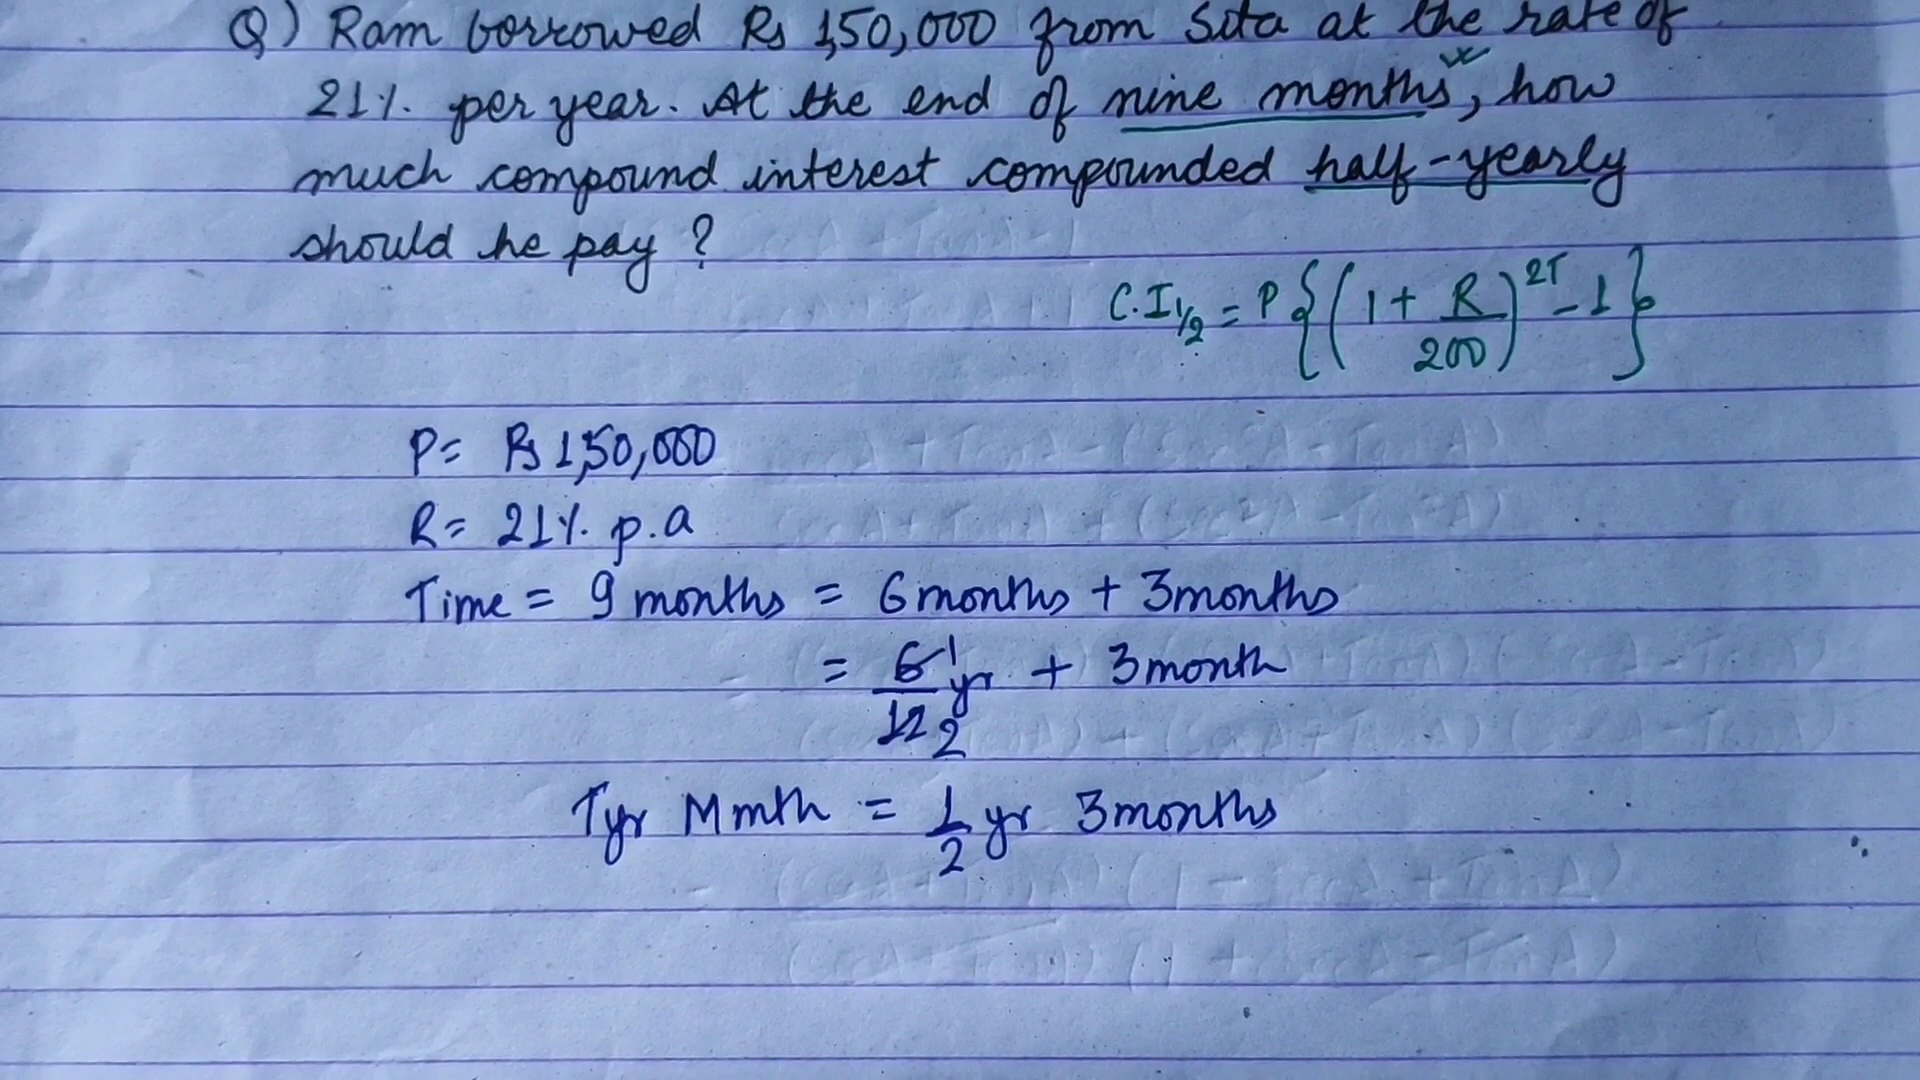 Q) Ram borrowed Rs 1,50,000 from Sita at the rate of
21%. per year. At the end of nine months, how
much compound interest compounded half-yearly
should he pay ?
C.I 1/2 = P { ( 1 + R/200 )^2T - 1 }
P = Rs 1,50,000
R = 21%. p.a
Time = 9 months = 6 months + 3 months
= 6/12 1/2 yr + 3 month
T yr M mth = 1/2 yr 3 months